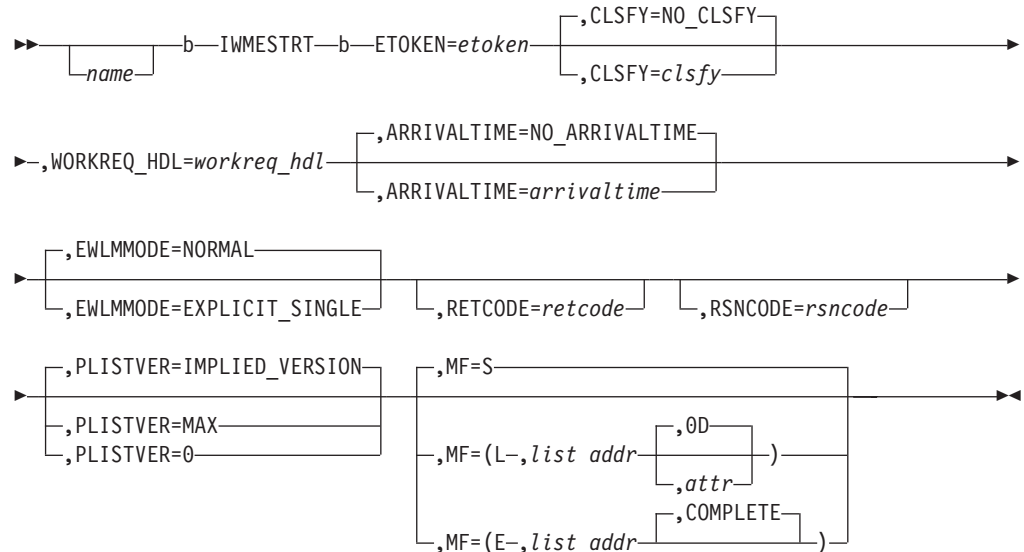 ,CLSFY=NO_CLSFY
name b IWMESTRT b ETOKEN=etoken
,CLSFY=clsfy
,ARRIVALTIME=NO_ARRIVALTIME
,WORKREQ_HDL=workreq_hdl
,ARRIVALTIME=arrivaltime
,EWLMMODE=NORMAL
,EWLMMODE=EXPLICIT_SINGLE ,RETCODE=retcode ,RSNCODE=rsncode
,PLISTVER=IMPLIED_VERSION ,MF=S
,PLISTVER=MAX ,0D
,PLISTVER=0 ,MF=(L ,list addr )
,attr
,COMPLETE
,MF=(E ,list addr )